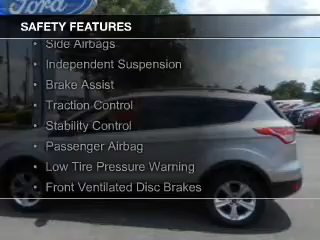 Ford
SAFETY FEATURES
• Side Airbags
• Independent Suspension
• Brake Assist
• Traction Control
• Stability Control
• Passenger Airbag
• Low Tire Pressure Warning
• Front Ventilated Disc Brakes